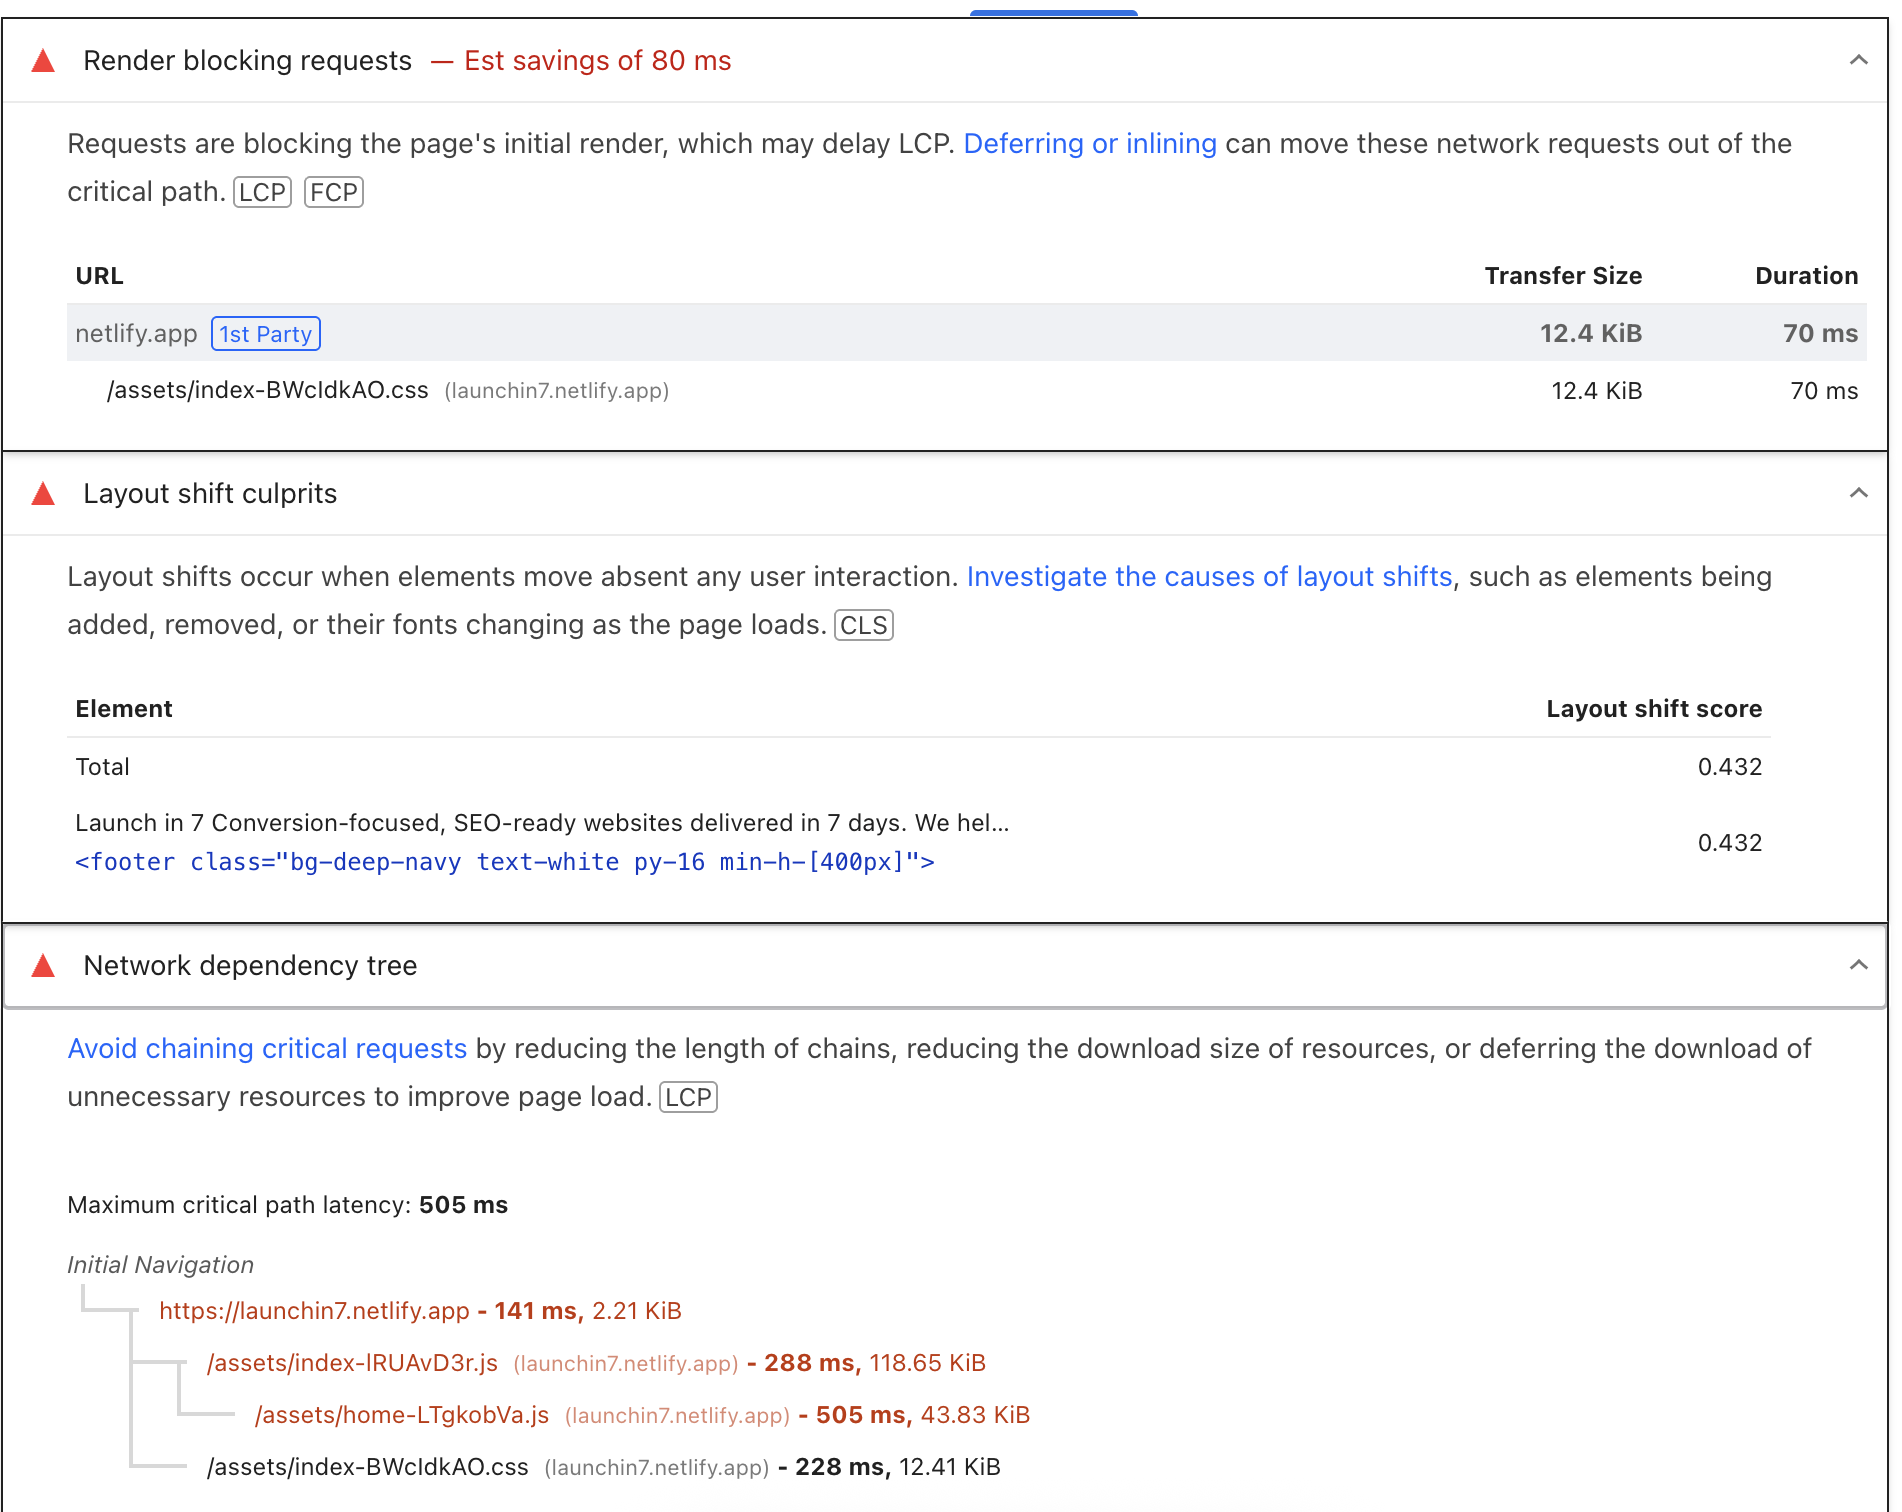 Render blocking requests — Est savings of 80 ms
Requests are blocking the page's initial render, which may delay LCP. Deferring or inlining can move these network requests out of the
critical path. LCP FCP
URL Transfer Size Duration
netlify.app 1st Party 12.4 KiB 70 ms
/assets/index-BWcIdkAO.css (launchin7.netlify.app) 12.4 KiB 70 ms
Layout shift culprits
Layout shifts occur when elements move absent any user interaction. Investigate the causes of layout shifts, such as elements being
added, removed, or their fonts changing as the page loads. CLS
Element Layout shift score
Total 0.432
Launch in 7 Conversion-focused, SEO-ready websites delivered in 7 days. We hel...
<footer class="bg-deep-navy text-white py-16 min-h-[400px]">
0.432
Network dependency tree
Avoid chaining critical requests by reducing the length of chains, reducing the download size of resources, or deferring the download of
unnecessary resources to improve page load. LCP
Maximum critical path latency: 505 ms
Initial Navigation
https://launchin7.netlify.app - 141 ms, 2.21 KiB
/assets/index-lRUAvD3r.js (launchin7.netlify.app) - 288 ms, 118.65 KiB
/assets/home-LTgkobVa.js (launchin7.netlify.app) - 505 ms, 43.83 KiB
/assets/index-BWcIdkAO.css (launchin7.netlify.app) - 228 ms, 12.41 KiB